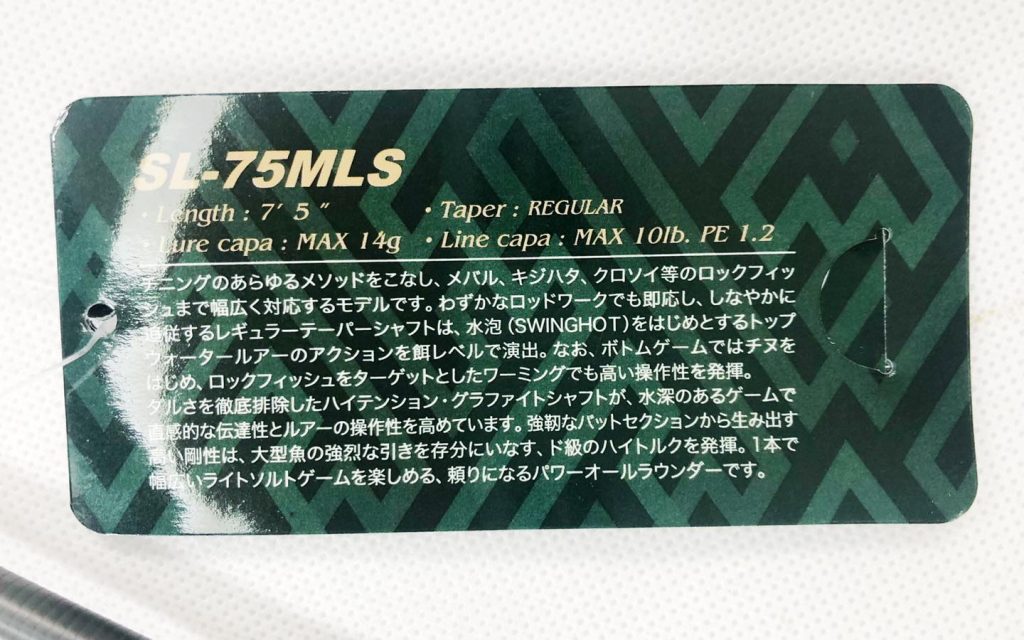 SL-75MLS
・Length : 7' 5 "
・Taper : REGULAR
・Lure capa : MAX 14g
・Line capa : MAX 10lb. PE 1.2
チニングのあらゆるメソッドをこなし、メバル、キジハタ、クロソイ等のロックフィッ
シュまで幅広く対応するモデルです。わずかなロッドワークでも即応し、しなやかに
追従するレギュラーテーパーシャフトは、水泡（SWINGHOT）をはじめとするトップ
ウォータールアーのアクションを餌レベルで演出。なお、ボトムゲームではチヌを
はじめ、ロックフィッシュをターゲットとしたワーミングでも高い操作性を発揮。
ダルさを徹底排除したハイテンション・グラファイトシャフトが、水深のあるゲームで
直感的な伝達性とルアーの操作性を高めています。強靭なバットセクションから生み出す
高い剛性は、大型魚の強烈な引きを存分にいなす、ド級のハイトルクを発揮。1本で
幅広いライトソルトゲームを楽しめる、頼りになるパワーオールラウンダーです。